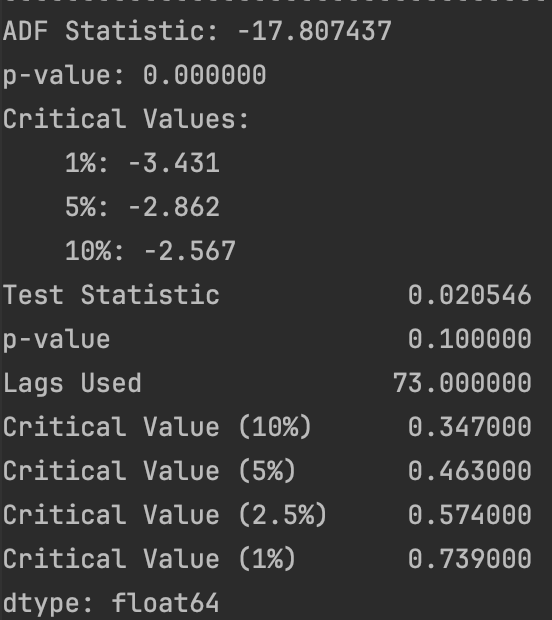 ADF Statistic: -17.807437
p-value: 0.000000
Critical Values:
    1%: -3.431
    5%: -2.862
    10%: -2.567
Test Statistic            0.020546
p-value                   0.100000
Lags Used                73.000000
Critical Value (10%)      0.347000
Critical Value (5%)       0.463000
Critical Value (2.5%)     0.574000
Critical Value (1%)       0.739000
dtype: float64